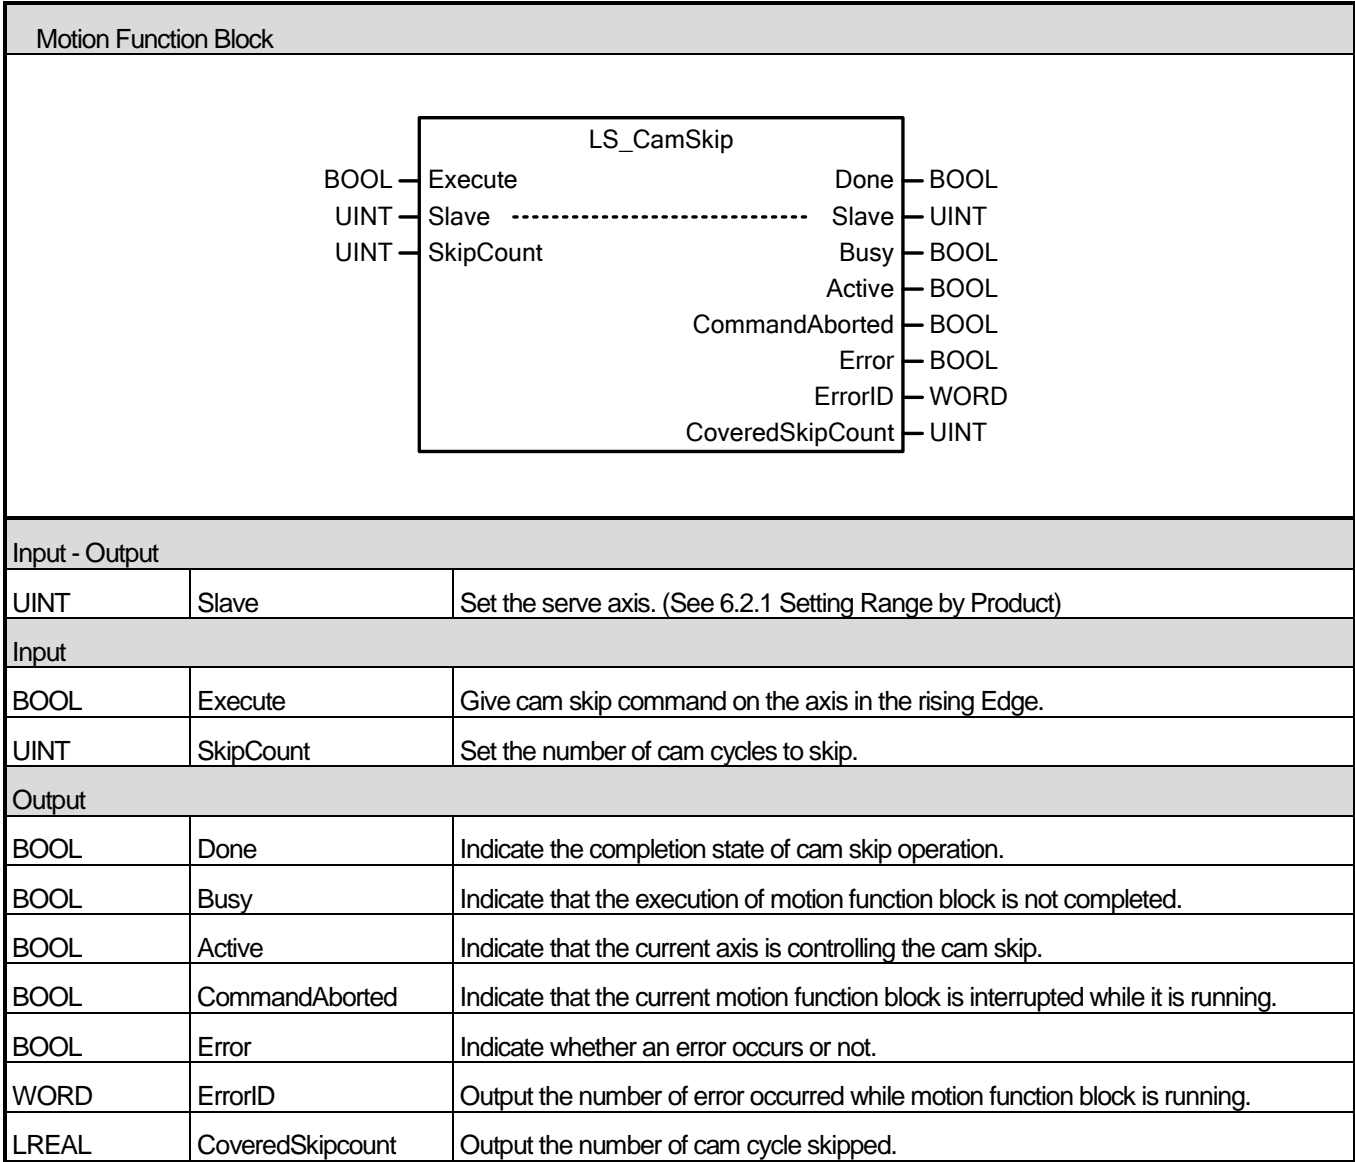 Motion Function Block
LS_CamSkip
BOOL Execute Done BOOL
UINT Slave Slave UINT
UINT SkipCount Busy BOOL
Active BOOL
CommandAborted BOOL
Error BOOL
ErrorID WORD
CoveredSkipCount UINT
Input - Output
UINT Slave Set the serve axis. (See 6.2.1 Setting Range by Product)
Input
BOOL Execute Give cam skip command on the axis in the rising Edge.
UINT SkipCount Set the number of cam cycles to skip.
Output
BOOL Done Indicate the completion state of cam skip operation.
BOOL Busy Indicate that the execution of motion function block is not completed.
BOOL Active Indicate that the current axis is controlling the cam skip.
BOOL CommandAborted Indicate that the current motion function block is interrupted while it is running.
BOOL Error Indicate whether an error occurs or not.
WORD ErrorID Output the number of error occurred while motion function block is running.
LREAL CoveredSkipcount Output the number of cam cycle skipped.